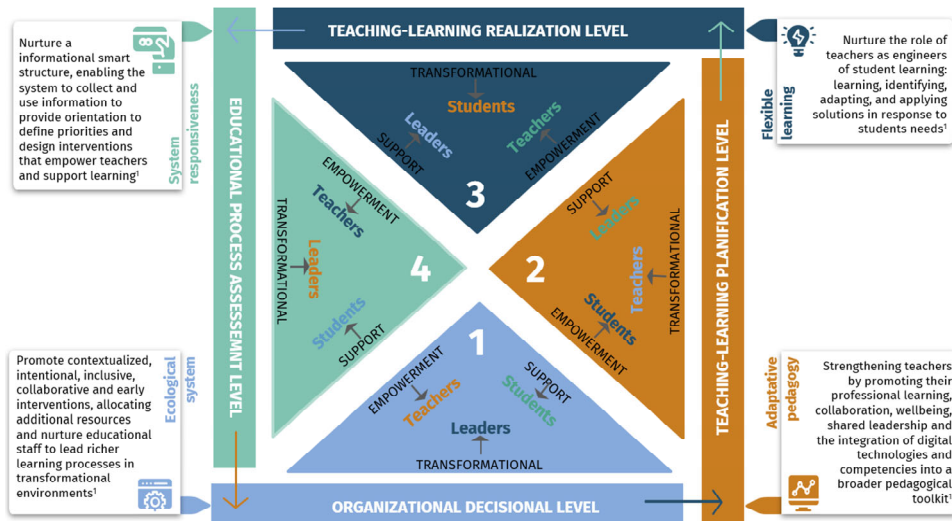 Nurture a
informational smart
structure, enabling the
system to collect and
use information to
provide orientation to
define priorities and
design interventions
that empower teachers
and support learning¹
System
responsiveness
EDUCATIONAL PROCESS ASSESSEMNT LEVEL
TEACHING-LEARNING REALIZATION LEVEL
Flexible
learning
Nurture the role of
teachers as engineers
of student learning:
learning, identifying,
adapting, and applying
solutions in response to
students needs¹
TRANSFORMATIONAL
Students
Leaders
SUPPORT
Teachers
EMPOWERMENT
3
EMPOWERMENT
Teachers
TRANSFORMATIONAL
Leaders
Students
SUPPORT
4
SUPPORT
Leaders
TRANSFORMATIONAL
Teachers
Students
EMPOWERMENT
2
1
EMPOWERMENT
Teachers
SUPPORT
Students
Leaders
TRANSFORMATIONAL
TEACHING-LEARNING PLANIFICATION LEVEL
Promote contextualized,
intentional, inclusive,
collaborative and early
interventions, allocating
additional resources
and nurture educational
staff to lead richer
learning processes in
transformational
environments¹
Ecological
system
ORGANIZATIONAL DECISIONAL LEVEL
Adaptative
pedagogy
Strengthening teachers
by promoting their
professional learning,
collaboration, wellbeing,
shared leadership and
the integration of digital
technologies and
competencies into a
broader pedagogical
toolkit¹